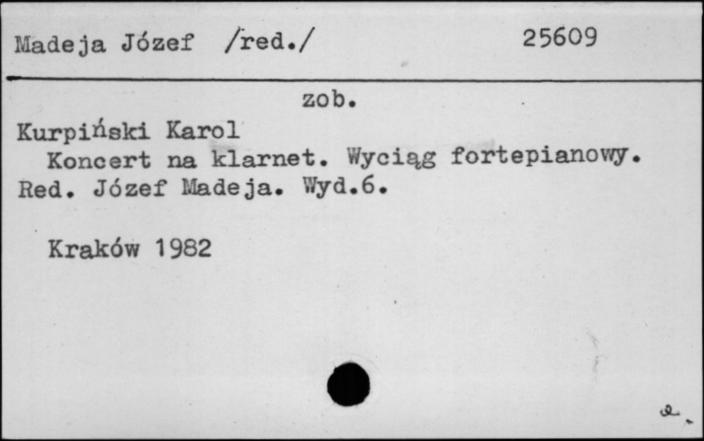 Madeja Józef /red./ 25609
zob.
Kurpiński Karol
Koncert na klarnet. Wyciąg fortepianowy.
Red. Józef Madeja. Wyd.6.
Kraków 1982